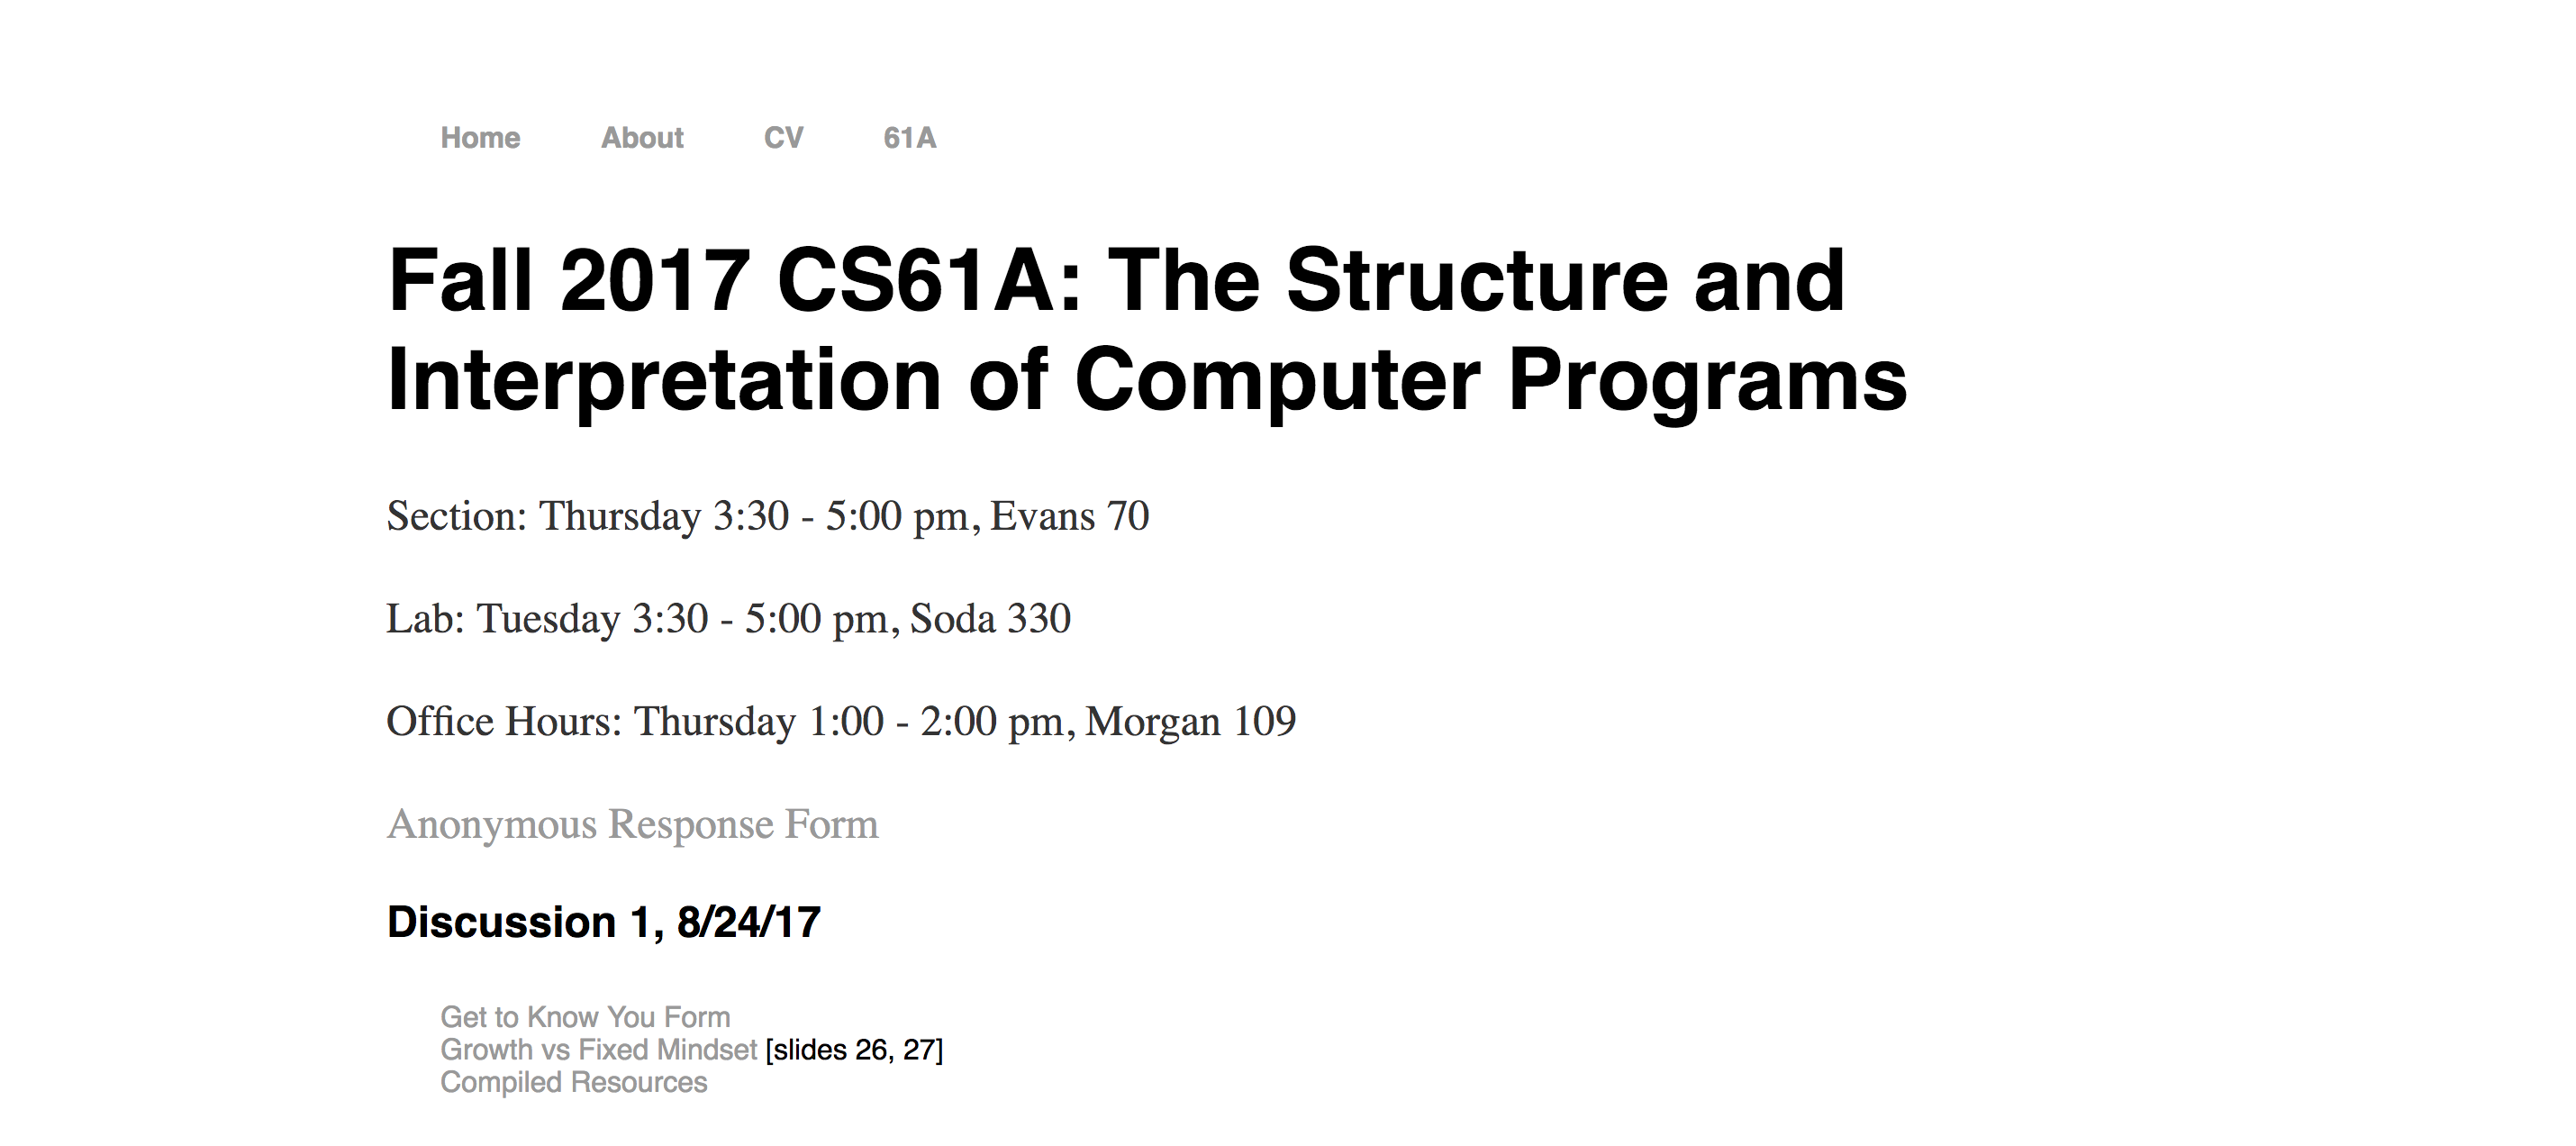 Home About CV 61A
Fall 2017 CS61A: The Structure and
Interpretation of Computer Programs
Section: Thursday 3:30 - 5:00 pm, Evans 70
Lab: Tuesday 3:30 - 5:00 pm, Soda 330
Office Hours: Thursday 1:00 - 2:00 pm, Morgan 109
Anonymous Response Form
Discussion 1, 8/24/17
Get to Know You Form
Growth vs Fixed Mindset [slides 26, 27]
Compiled Resources